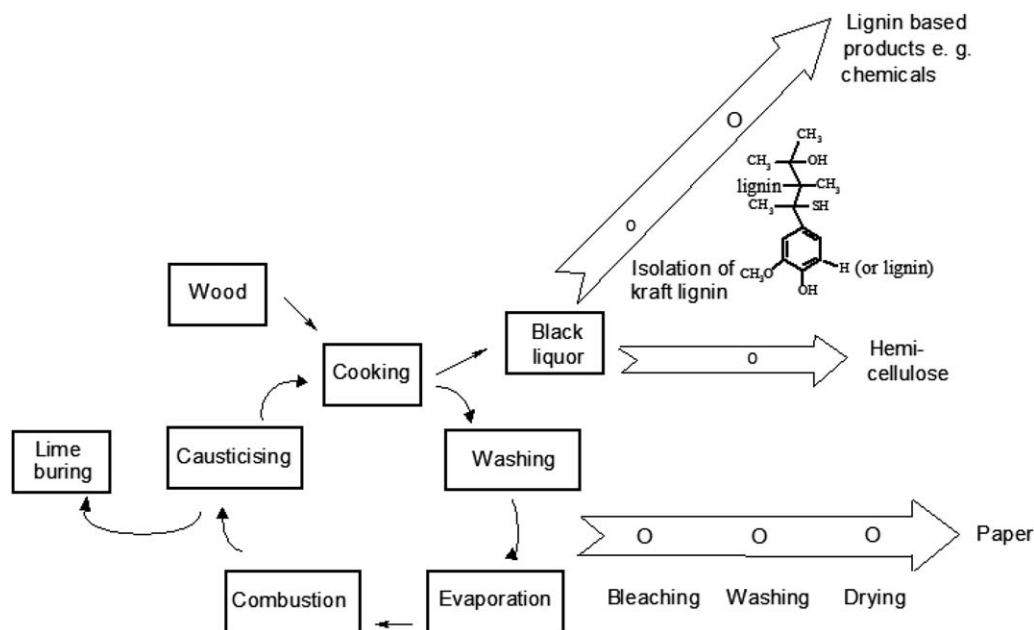 Lignin based
products e. g.
chemicals
O
CH3
CH3 OH
lignin CH3
CH3 SH
o
Isolation of
kraft lignin
CH3O
H (or lignin)
OH
Wood
Black
liquor
o
Hemi-
cellulose
Cooking
Lime
buring
Causticising
Washing
O O O
Paper
Combustion
Evaporation
Bleaching Washing Drying